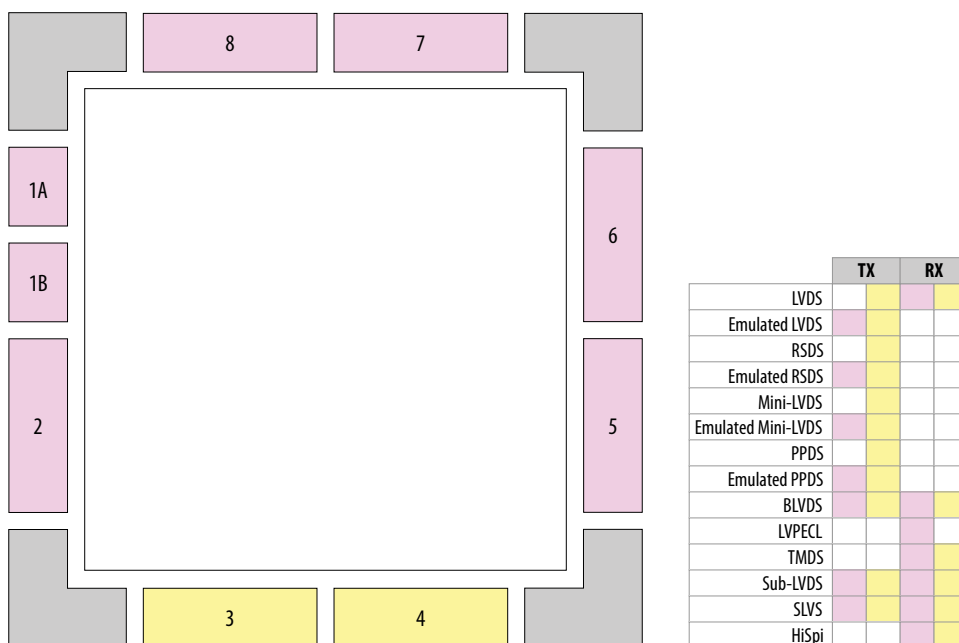 8 7
1A
6
1B
2 5
3 4
TX RX
LVDS
Emulated LVDS
RSDS
Emulated RSDS
Mini-LVDS
Emulated Mini-LVDS
PPDS
Emulated PPDS
BLVDS
LVPECL
TMDS
Sub-LVDS
SLVS
HiSpi